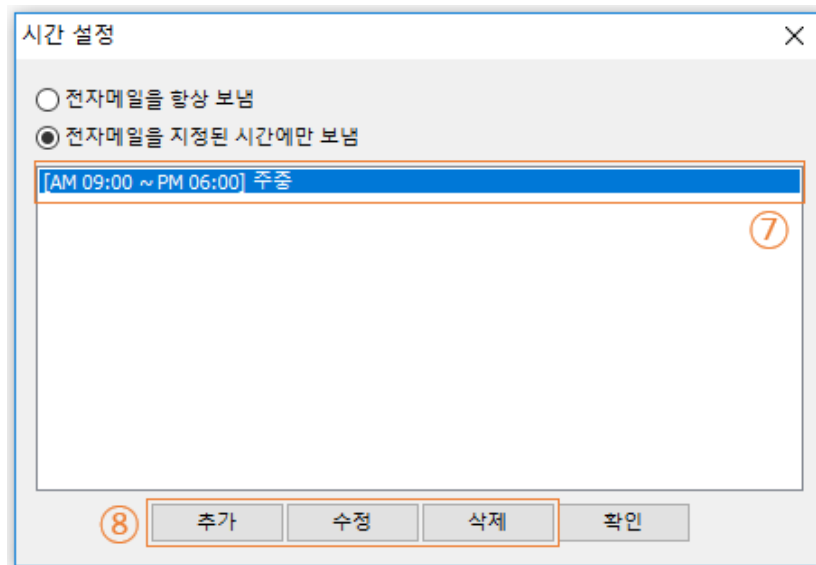 시간 설정
전자메일을 항상 보냄
전자메일을 지정된 시간에만 보냄
[AM 09:00 ~ PM 06:00] 주중
⑦
⑧ 추가 수정 삭제 확인